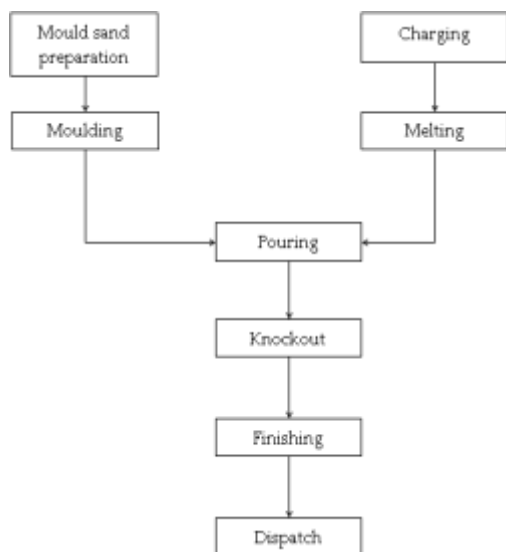 Mould sand
preparation
Charging
Moulding
Melting
Pouring
Knockout
Finishing
Dispatch